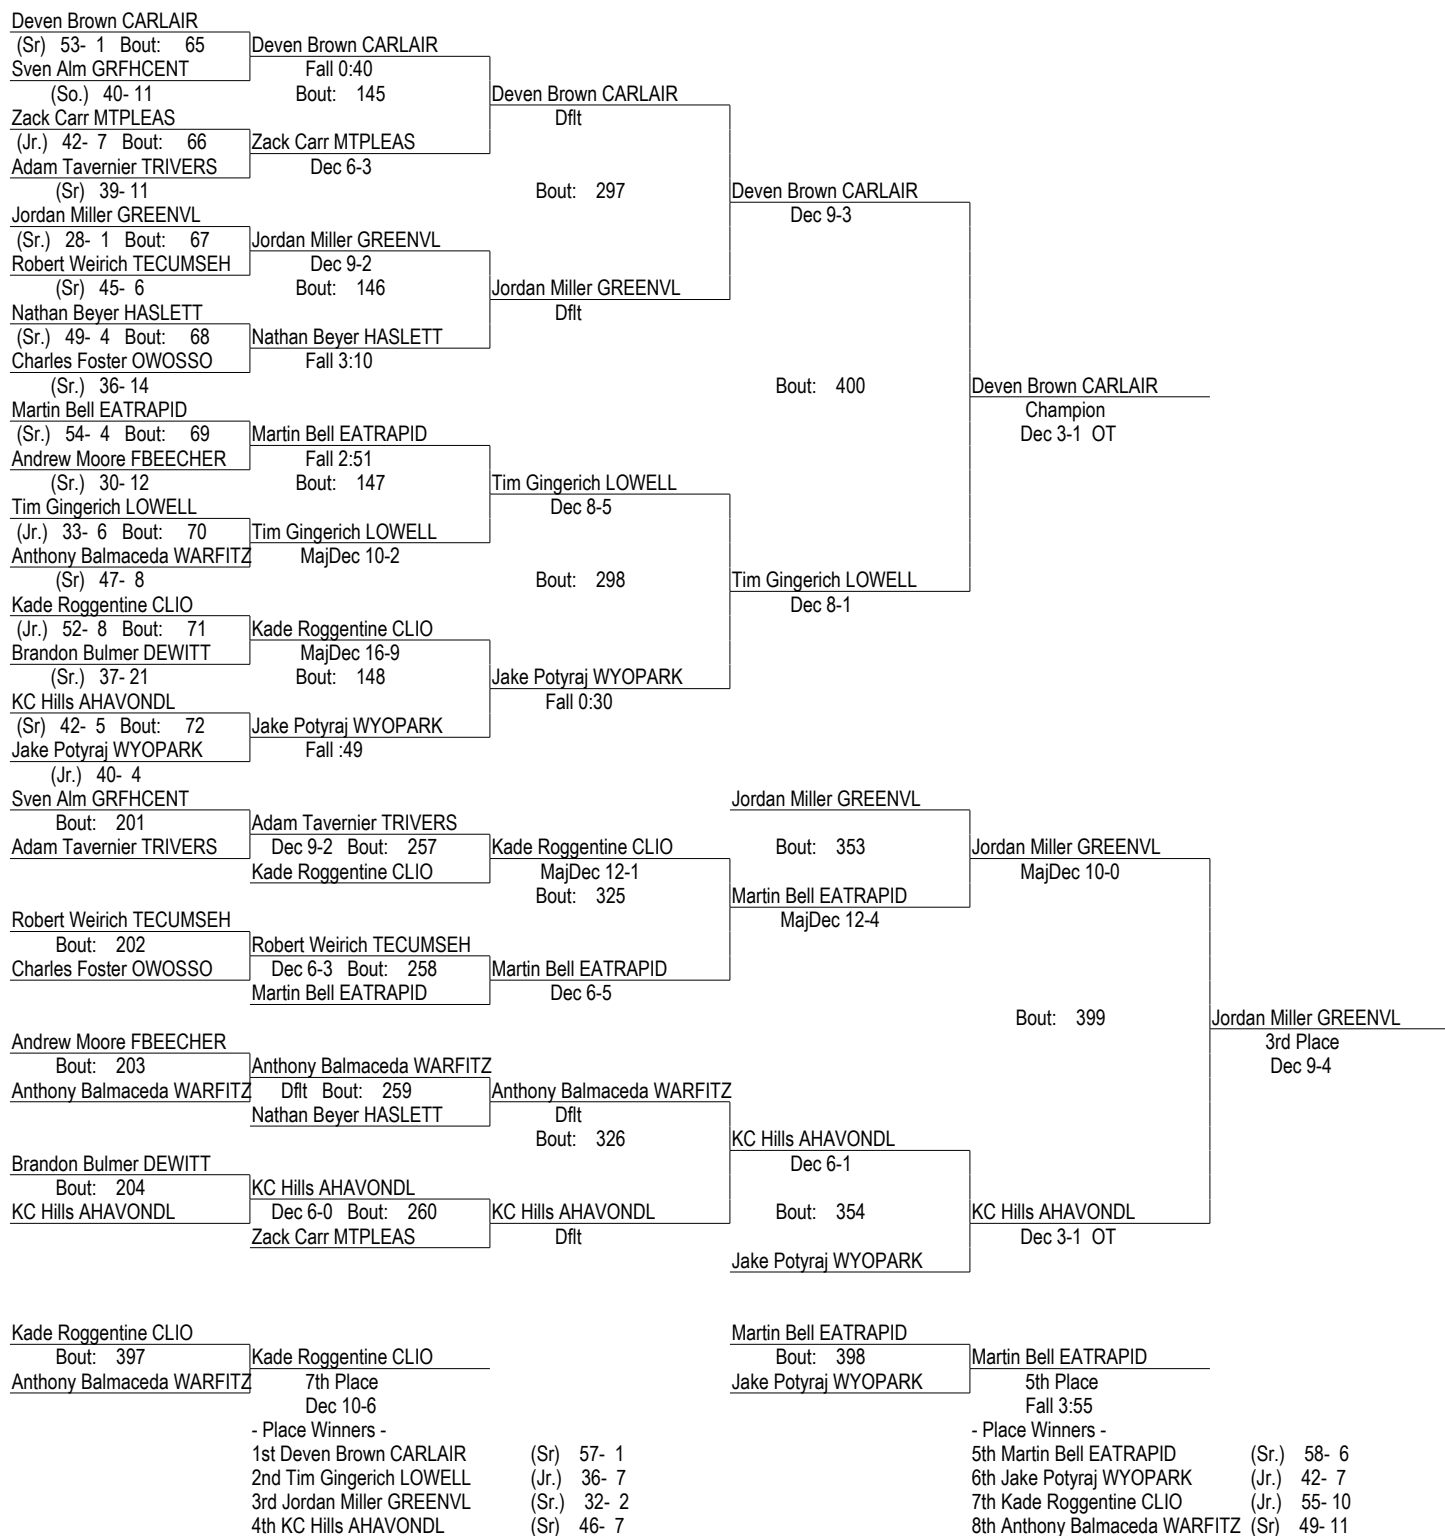 Deven Brown CARLAIR
(Sr) 53- 1 Bout: 65 Deven Brown CARLAIR
Sven Alm GRFHCENT Fall 0:40
(So.) 40- 11 Bout: 145 Deven Brown CARLAIR
Zack Carr MTPLEAS Dflt
(Jr.) 42- 7 Bout: 66 Zack Carr MTPLEAS
Adam Tavernier TRIVERS Dec 6-3
(Sr) 39- 11 Bout: 297 Deven Brown CARLAIR
Jordan Miller GREENVL Dec 9-3
(Sr.) 28- 1 Bout: 67 Jordan Miller GREENVL
Robert Weirich TECUMSEH Dec 9-2
(Sr) 45- 6 Bout: 146 Jordan Miller GREENVL
Nathan Beyer HASLETT Dflt
(Sr.) 49- 4 Bout: 68 Nathan Beyer HASLETT
Charles Foster OWOSSO Fall 3:10
(Sr.) 36- 14 Bout: 400 Deven Brown CARLAIR
Martin Bell EATRAPID Champion
(Sr.) 54- 4 Bout: 69 Martin Bell EATRAPID Dec 3-1 OT
Andrew Moore FBEECHER Fall 2:51
(Sr.) 30- 12 Bout: 147 Tim Gingerich LOWELL
Tim Gingerich LOWELL Dec 8-5
(Jr.) 33- 6 Bout: 70 Tim Gingerich LOWELL
Anthony Balmaceda WARFITZ MajDec 10-2
(Sr) 47- 8 Bout: 298 Tim Gingerich LOWELL
Kade Roggentine CLIO Dec 8-1
(Jr.) 52- 8 Bout: 71 Kade Roggentine CLIO
Brandon Bulmer DEWITT MajDec 16-9
(Sr.) 37- 21 Bout: 148 Jake Potyraj WYOPARK
KC Hills AHAVONDL Fall 0:30
(Sr) 42- 5 Bout: 72 Jake Potyraj WYOPARK
Jake Potyraj WYOPARK Fall :49
(Jr.) 40- 4
Sven Alm GRFHCENT Jordan Miller GREENVL
Bout: 201 Adam Tavernier TRIVERS
Adam Tavernier TRIVERS Dec 9-2 Bout: 257 Kade Roggentine CLIO Bout: 353 Jordan Miller GREENVL
Kade Roggentine CLIO MajDec 12-1 MajDec 10-0
Bout: 325 Martin Bell EATRAPID
Robert Weirich TECUMSEH MajDec 12-4
Bout: 202 Robert Weirich TECUMSEH
Charles Foster OWOSSO Dec 6-3 Bout: 258 Martin Bell EATRAPID
Martin Bell EATRAPID Dec 6-5
Bout: 399 Jordan Miller GREENVL
Andrew Moore FBEECHER 3rd Place
Bout: 203 Anthony Balmaceda WARFITZ Dec 9-4
Anthony Balmaceda WARFITZ Dflt Bout: 259 Anthony Balmaceda WARFITZ
Nathan Beyer HASLETT Dflt
Bout: 326 KC Hills AHAVONDL
Brandon Bulmer DEWITT Dec 6-1
Bout: 204 KC Hills AHAVONDL
KC Hills AHAVONDL Dec 6-0 Bout: 260 KC Hills AHAVONDL Bout: 354 KC Hills AHAVONDL
Zack Carr MTPLEAS Dflt Dec 3-1 OT
Jake Potyraj WYOPARK
Kade Roggentine CLIO Martin Bell EATRAPID
Bout: 397 Kade Roggentine CLIO Bout: 398 Martin Bell EATRAPID
Anthony Balmaceda WARFITZ 7th Place Jake Potyraj WYOPARK 5th Place
Dec 10-6 Fall 3:55
- Place Winners - - Place Winners -
1st Deven Brown CARLAIR (Sr) 57- 1 5th Martin Bell EATRAPID (Sr.) 58- 6
2nd Tim Gingerich LOWELL (Jr.) 36- 7 6th Jake Potyraj WYOPARK (Jr.) 42- 7
3rd Jordan Miller GREENVL (Sr.) 32- 2 7th Kade Roggentine CLIO (Jr.) 55- 10
4th KC Hills AHAVONDL (Sr) 46- 7 8th Anthony Balmaceda WARFITZ (Sr) 49- 11